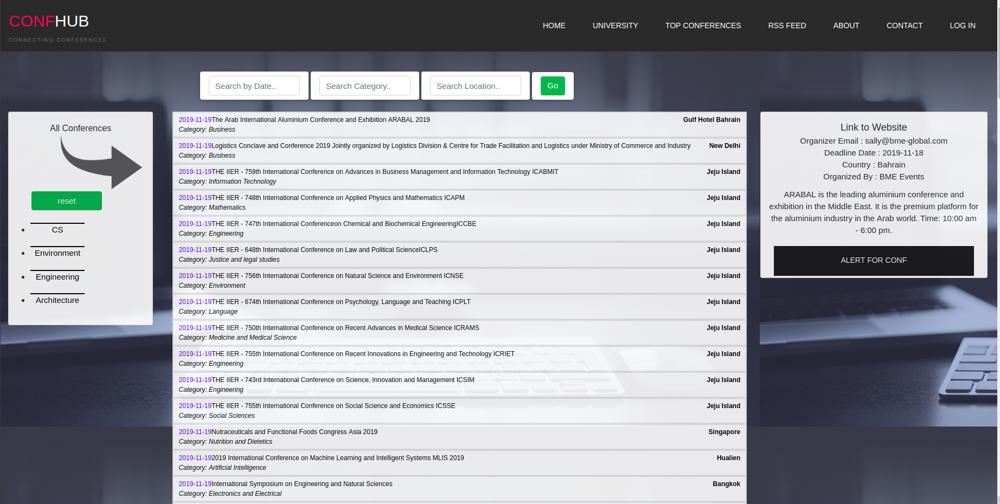 CONFHUB
CONNECTING CONFERENCES
HOME
UNIVERSITY
TOP CONFERENCES
RSS FEED
ABOUT
CONTACT
LOG IN
Search by Date..
Search Category..
Search Location..
Go
All Conferences
reset
CS
Environment
Engineering
Architecture
2019-11-19The Arab International Aluminium Conference and Exhibition ARABAL 2019 Gulf Hotel Bahrain
Category: Business
2019-11-19Logistics Conclave and Conference 2019 Jointly organized by Logistics Division & Centre for Trade Facilitation and Logistics under Ministry of Commerce and Industry New Delhi
Category: Business
2019-11-19THE IIER - 759th International Conference on Advances in Business Management and Information Technology ICABMIT Jeju Island
Category: Information Technology
2019-11-19THE IIER - 748th International Conference on Applied Physics and Mathematics ICAPM Jeju Island
Category: Mathematics
2019-11-19THE IIER - 747th International Conferenceon Chemical and Biochemical EngineeringICCBE Jeju Island
Category: Engineering
2019-11-19THE IIER - 648th International Conference on Law and Political ScienceICLPS Jeju Island
Category: Justice and legal studies
2019-11-19THE IIER - 756th International Conference on Natural Science and Environment ICNSE Jeju Island
Category: Environment
2019-11-19THE IIER - 674th International Conference on Psychology, Language and Teaching ICPLT Jeju Island
Category: Language
2019-11-19THE IIER - 750th International Conference on Recent Advances in Medical Science ICRAMS Jeju Island
Category: Medicine and Medical Science
2019-11-19THE IIER - 755th International Conference on Recent Innovations in Engineering and Technology ICRIET Jeju Island
Category: Engineering
2019-11-19THE IIER - 743rd International Conference on Science, Innovation and Management ICSIM Jeju Island
Category: Engineering
2019-11-19THE IIER - 755th International Conference on Social Science and Economics ICSSE Jeju Island
Category: Social Sciences
2019-11-19Nutraceuticals and Functional Foods Congress Asia 2019 Singapore
Category: Nutrition and Dietetics
2019-11-192019 International Conference on Machine Learning and Intelligent Systems MLIS 2019 Hualien
Category: Artificial Intelligence
2019-11-19International Symposium on Engineering and Natural Sciences Bangkok
Category: Electronics and Electrical
Link to Website
Organizer Email : sally@bme-global.com
Deadline Date : 2019-11-18
Country : Bahrain
Organized By : BME Events
ARABAL is the leading aluminium conference and
exhibition in the Middle East. It is the premium platform for
the aluminium industry in the Arab world. Time: 10:00 am
- 6:00 pm.
ALERT FOR CONF